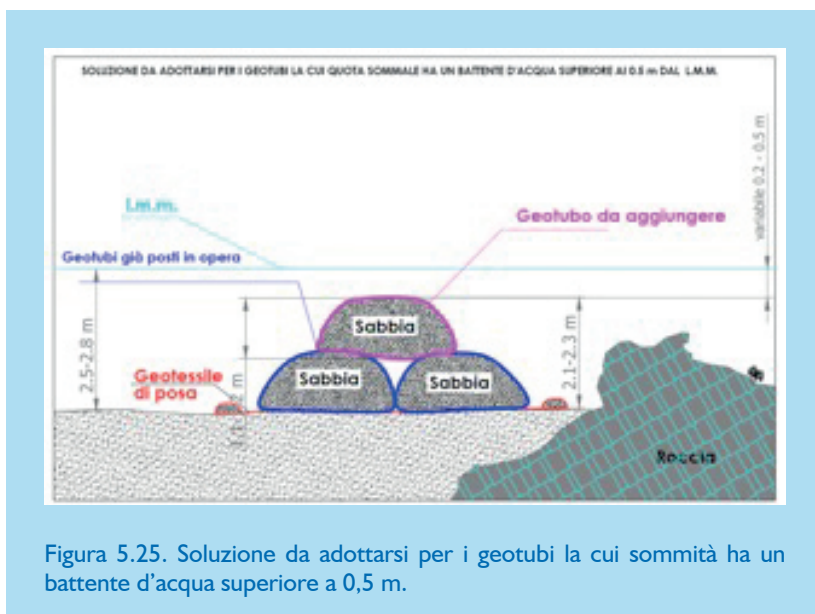 SOLUZIONE DA ADOTTARSI PER I GEOTUBI LA CUI QUOTA SOMMALE HA UN BATTENTE D'ACQUA SUPERIORE AI 0.5 m DAL L.M.M.
variabile 0.2 - 0.5 m
l.m.m.
Geotubo da aggiungere
Geotubi già posti in opera
Sabbia
2.5-2.8 m
2.1-2.3 m
Geotessile
di posa
Sabbia
Sabbia
Roccia
Figura 5.25. Soluzione da adottarsi per i geotubi la cui sommità ha un
battente d'acqua superiore a 0,5 m.